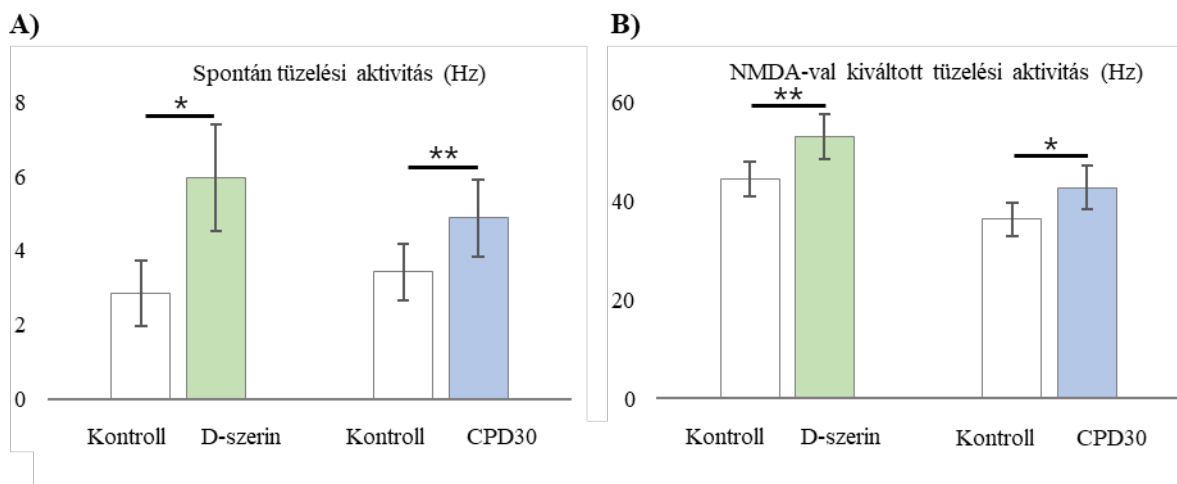 A)
Spontán tüzelési aktivitás (Hz)
8
6
4
2
0
*
**
Kontroll D-szerin Kontroll CPD30
B)
NMDA-val kiváltott tüzelési aktivitás (Hz)
60
40
20
0
**
*
Kontroll D-szerin Kontroll CPD30